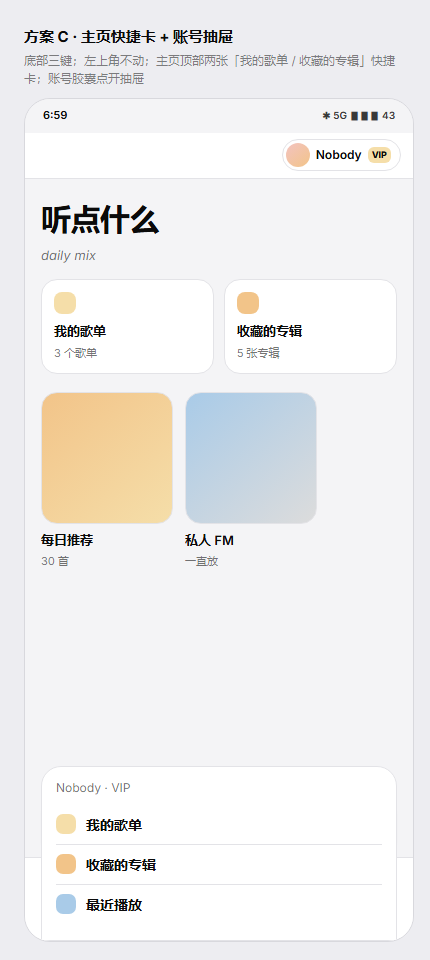 方案 C · 主页快捷卡 + 账号抽屉
底部三键；左上角不动；主页顶部两张「我的歌单 / 收藏的专辑」快捷
卡；账号胶囊点开抽屉
6:59
✱ 5G ▮▮▮ 43
Nobody VIP
听点什么
daily mix
我的歌单
3 个歌单
收藏的专辑
5 张专辑
每日推荐
30 首
私人 FM
一直放
Nobody · VIP
我的歌单
收藏的专辑
最近播放